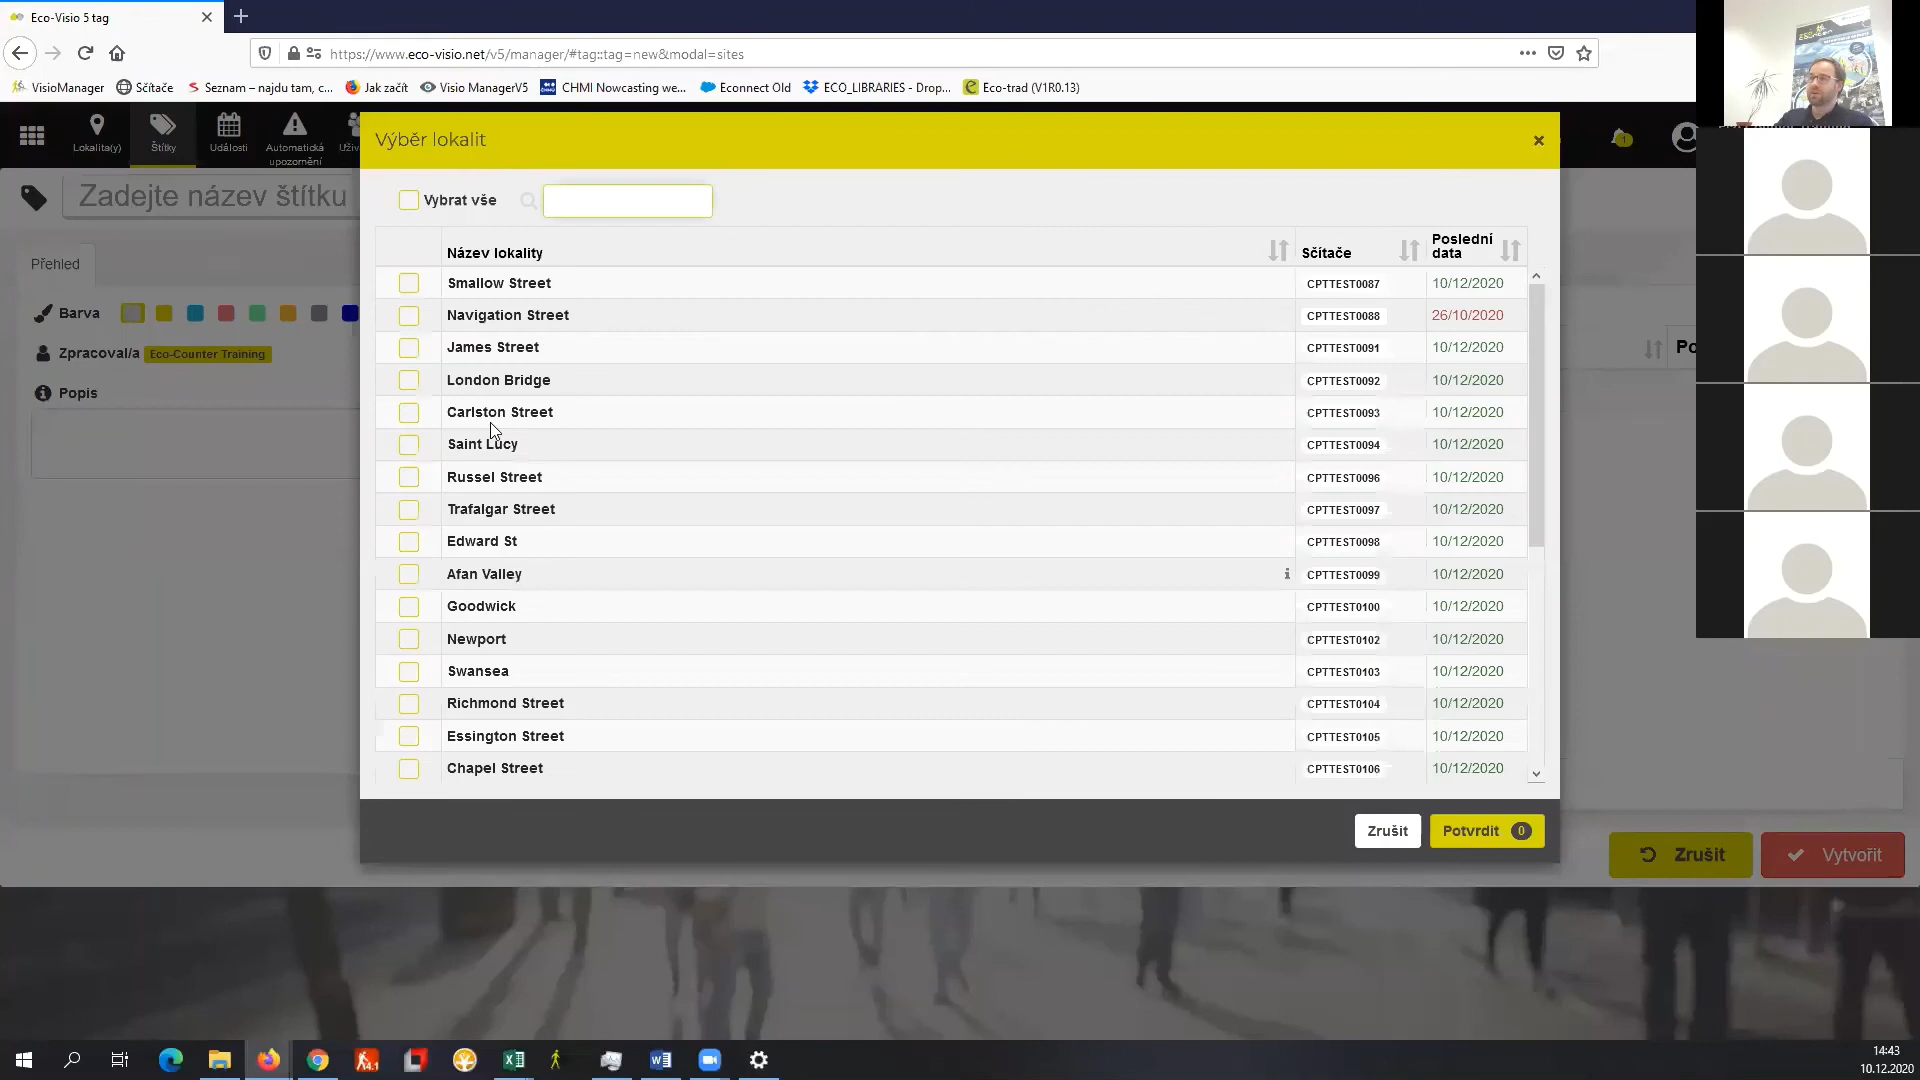 Eco-Visio 5 tag
https://www.eco-visio.net/v5/manager/#tag::tag=new&modal=sites
VisioManager Sčítače Seznam – najdu tam, c... Jak začít Visio ManagerV5 CHMI Nowcasting we... Econnect Old ECO_LIBRARIES - Drop... Eco-trad (V1R0.13)
Lokalita(y) Štítky Události Automatická upozornění
1
Zadejte název štítku
Přehled
Barva
Zpracoval/a Eco-Counter Training
Popis
Výběr lokalit ×
Vybrat vše
Název lokality Sčítače Poslední data
Smallow Street CPTTEST0087 10/12/2020
Navigation Street CPTTEST0088 26/10/2020
James Street CPTTEST0091 10/12/2020
London Bridge CPTTEST0092 10/12/2020
Carlston Street CPTTEST0093 10/12/2020
Saint Lucy CPTTEST0094 10/12/2020
Russel Street CPTTEST0096 10/12/2020
Trafalgar Street CPTTEST0097 10/12/2020
Edward St CPTTEST0098 10/12/2020
Afan Valley i CPTTEST0099 10/12/2020
Goodwick CPTTEST0100 10/12/2020
Newport CPTTEST0102 10/12/2020
Swansea CPTTEST0103 10/12/2020
Richmond Street CPTTEST0104 10/12/2020
Essington Street CPTTEST0105 10/12/2020
Chapel Street CPTTEST0106 10/12/2020
Zrušit Potvrdit 0
Zrušit Vytvořit
14:43
10.12.2020